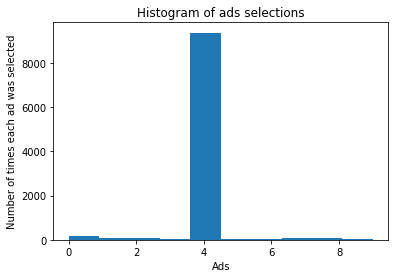 Histogram of ads selections
Number of times each ad was selected
8000
6000
4000
2000
0
0 2 4 6 8
Ads